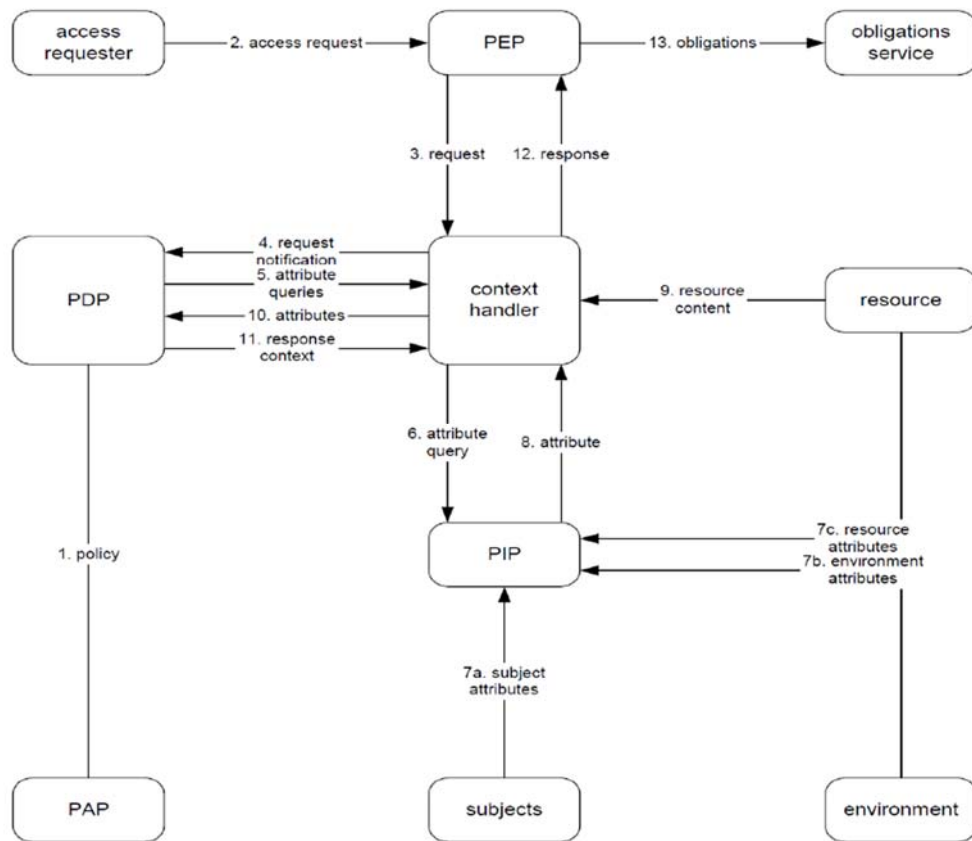 access
requester
2. access request
PEP
13. obligations
obligations
service
3. request
12. response
4. request
notification
5. attribute
queries
10. attributes
11. response
context
PDP
context
handler
9. resource
content
resource
6. attribute
query
8. attribute
1. policy
PIP
7c. resource
attributes
7b. environment
attributes
7a. subject
attributes
PAP
subjects
environment